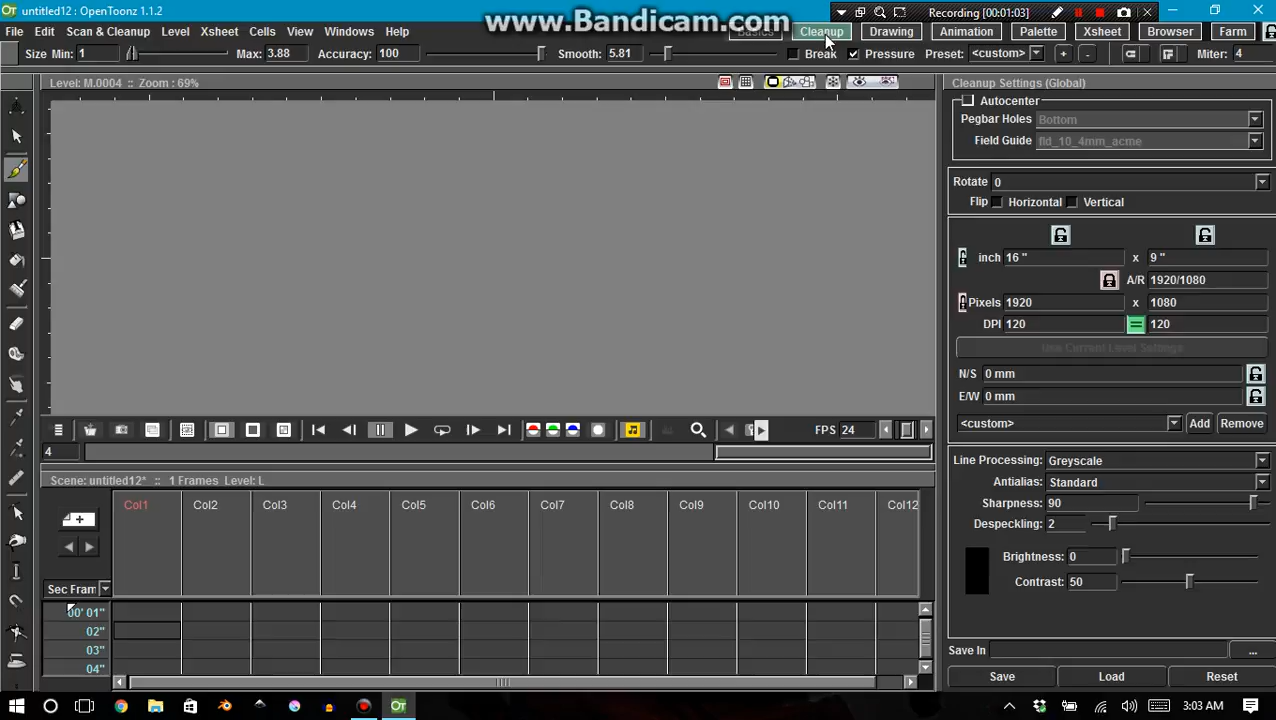 untitled12 : OpenToonz 1.1.2
www.Bandicam.com
Recording [00:01:03]
File Edit Scan & Cleanup Level Xsheet Cells View Windows Help
Basics Cleanup Drawing Animation Palette Xsheet Browser Farm
Size Min: 1 Max: 3.88 Accuracy: 100 Smooth: 5.81 Break Pressure Preset: <custom> + - Miter: 4
Level: M.0004 :: Zoom : 69%
Cleanup Settings (Global)
Autocenter
Pegbar Holes Bottom
Field Guide fld_10_4mm_acme
Rotate 0
Flip Horizontal Vertical
inch 16 " x 9 "
A/R 1920/1080
Pixels 1920 x 1080
DPI 120 = 120
Use Current Level Settings
N/S 0 mm
E/W 0 mm
<custom> Add Remove
FPS 24
4
Line Processing: Greyscale
Antialias: Standard
Sharpness: 90
Despeckling: 2
Brightness: 0
Contrast: 50
Scene: untitled12* :: 1 Frames Level: L
Col1 Col2 Col3 Col4 Col5 Col6 Col7 Col8 Col9 Col10 Col11 Col12
Sec Fram
00' 01"
02"
03"
04"
Save In ...
Save Load Reset
3:03 AM